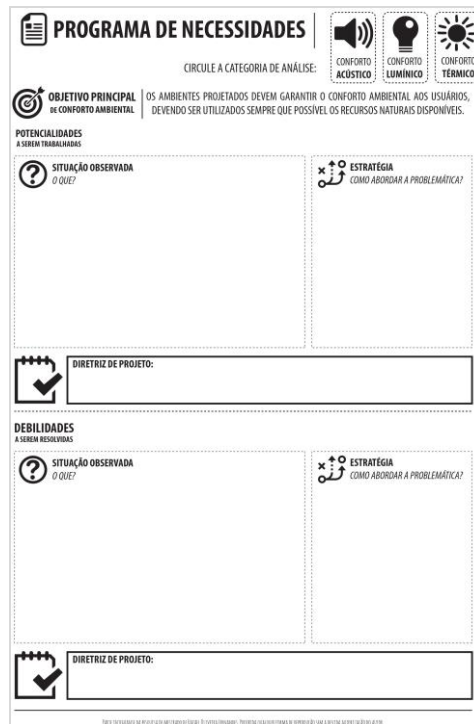 PROGRAMA DE NECESSIDADES
CIRCULE A CATEGORIA DE ANÁLISE:
CONFORTO
ACÚSTICO
CONFORTO
LUMÍNICO
CONFORTO
TÉRMICO
OBJETIVO PRINCIPAL
DE CONFORTO AMBIENTAL
OS AMBIENTES PROJETADOS DEVEM GARANTIR O CONFORTO AMBIENTAL AOS USUÁRIOS,
DEVENDO SER UTILIZADOS SEMPRE QUE POSSÍVEL OS RECURSOS NATURAIS DISPONÍVEIS.
POTENCIALIDADES
A SEREM TRABALHADAS
SITUAÇÃO OBSERVADA
O QUE?
ESTRATÉGIA
COMO ABORDAR A PROBLEMÁTICA?
DIRETRIZ DE PROJETO:
DEBILIDADES
A SEREM RESOLVIDAS
SITUAÇÃO OBSERVADA
O QUE?
ESTRATÉGIA
COMO ABORDAR A PROBLEMÁTICA?
DIRETRIZ DE PROJETO: